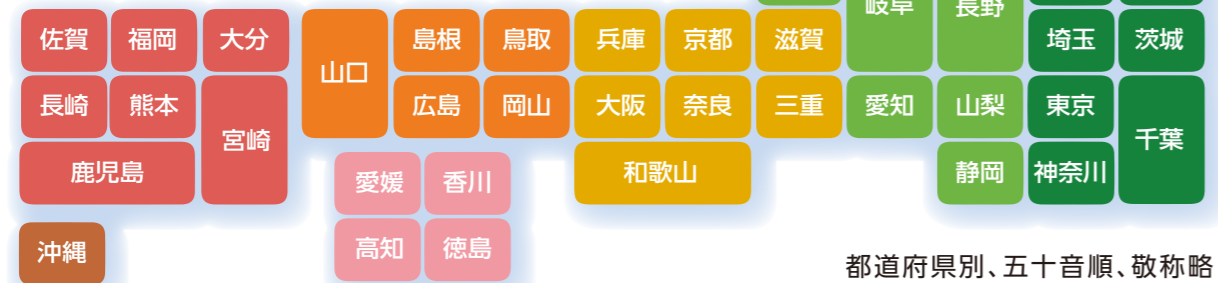 岐阜 長野
佐賀 福岡 大分 島根 鳥取 兵庫 京都 滋賀 埼玉 茨城
山口
長崎 熊本 広島 岡山 大阪 奈良 三重 愛知 山梨 東京
宮崎 千葉
鹿児島 愛媛 香川 和歌山 静岡 神奈川
沖縄 高知 徳島
都道府県別、五十音順、敬称略